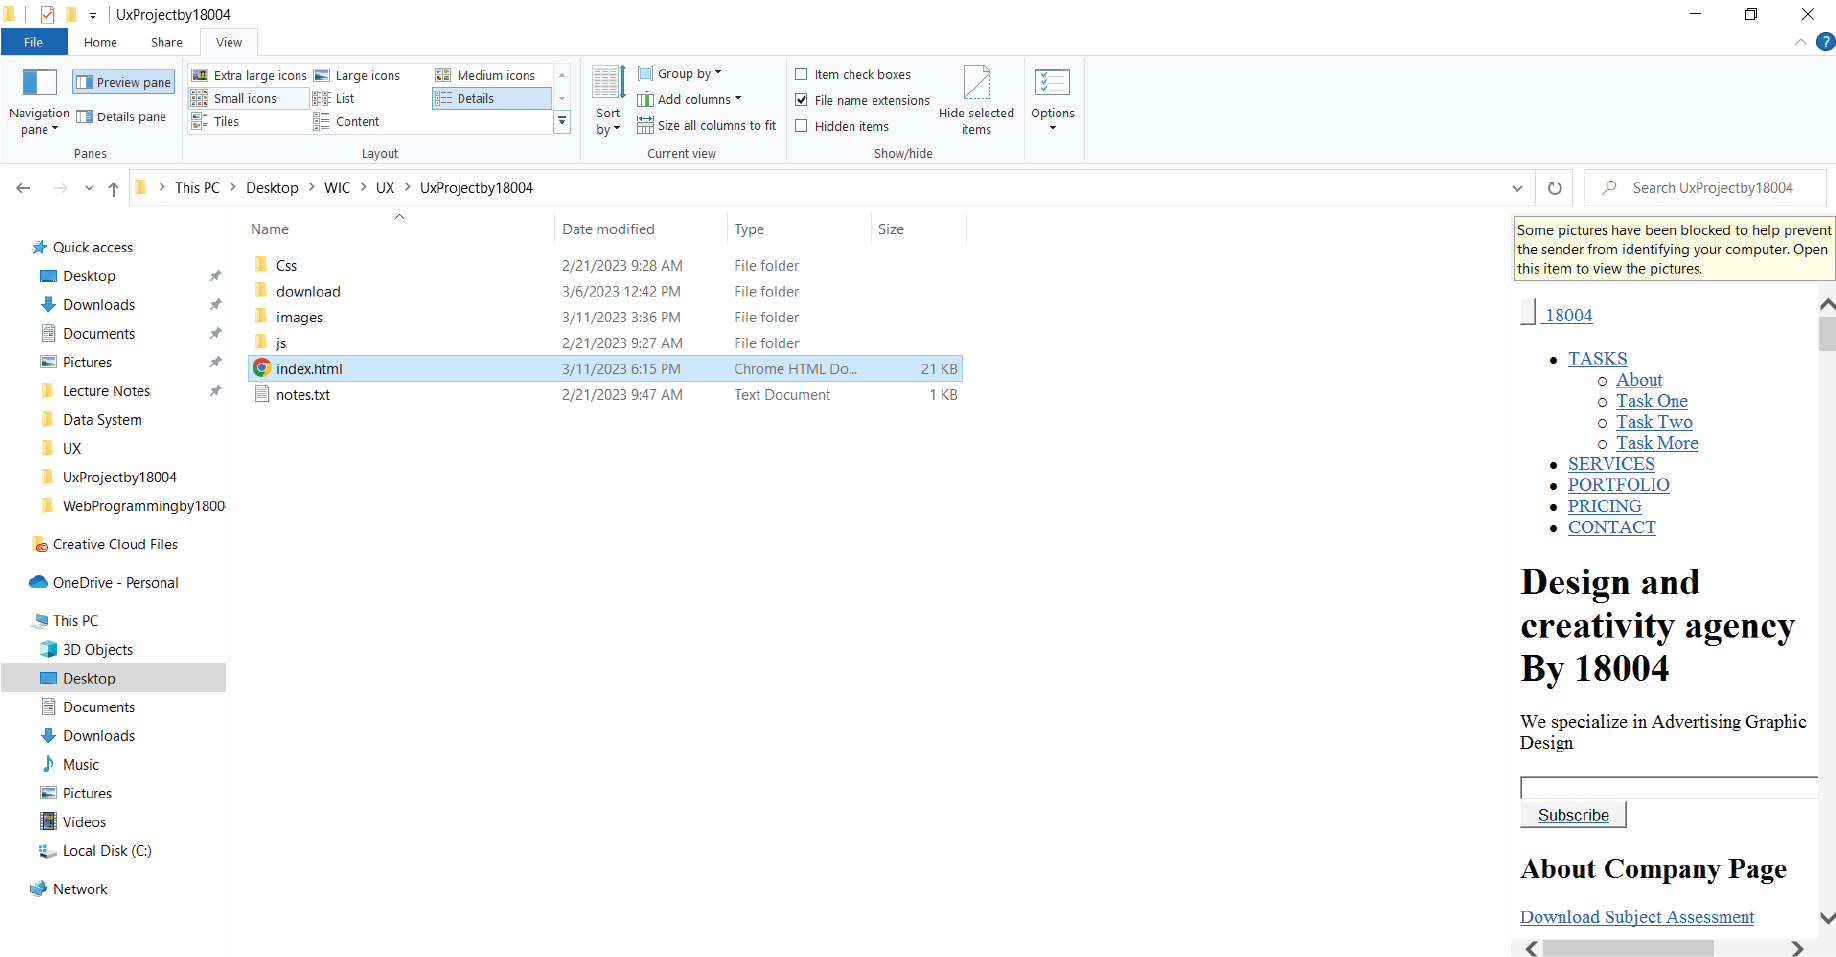 UxProjectby18004
File Home Share View
Navigation pane
Preview pane
Details pane
Panes
Extra large icons Large icons Medium icons
Small icons List Details
Tiles Content
Layout
Sort by
Group by
Add columns
Size all columns to fit
Current view
Item check boxes
File name extensions
Hidden items
Hide selected items
Show/hide
Options
This PC > Desktop > WIC > UX > UxProjectby18004
Search UxProjectby18004
Quick access
Desktop
Downloads
Documents
Pictures
Lecture Notes
Data System
UX
UxProjectby18004
WebProgrammingby1800
Creative Cloud Files
OneDrive - Personal
This PC
3D Objects
Desktop
Documents
Downloads
Music
Pictures
Videos
Local Disk (C:)
Network
Name Date modified Type Size
Css 2/21/2023 9:28 AM File folder
download 3/6/2023 12:42 PM File folder
images 3/11/2023 3:36 PM File folder
js 2/21/2023 9:27 AM File folder
index.html 3/11/2023 6:15 PM Chrome HTML Do... 21 KB
notes.txt 2/21/2023 9:47 AM Text Document 1 KB
Some pictures have been blocked to help prevent
the sender from identifying your computer. Open
this item to view the pictures.
18004
TASKS
About
Task One
Task Two
Task More
SERVICES
PORTFOLIO
PRICING
CONTACT
Design and
creativity agency
By 18004
We specialize in Advertising Graphic
Design
Subscribe
About Company Page
Download Subject Assessment